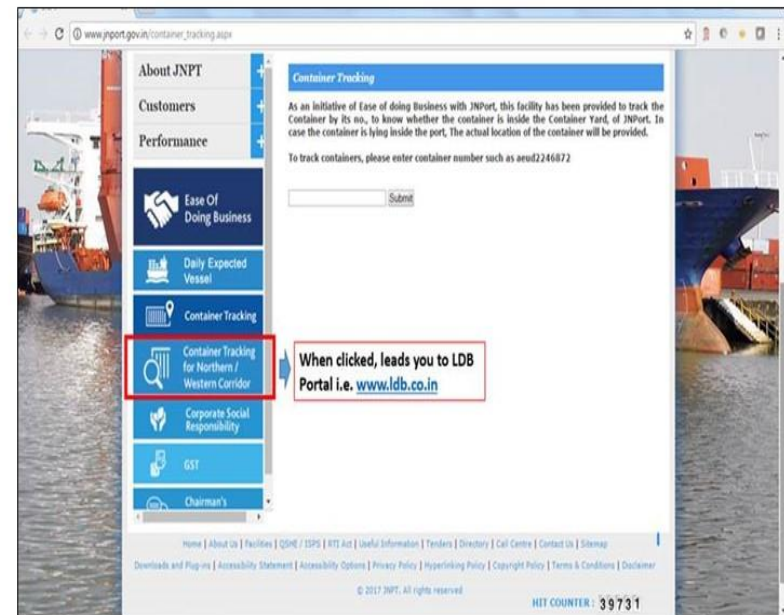 www.jnport.gov.in/container_tracking.aspx
About JNPT
Customers
Performance
Ease Of
Doing Business
Daily Expected
Vessel
Container Tracking
Container Tracking
for Northern /
Western Corridor
Corporate Social
Responsibility
GST
Chairman's
Container Tracking
As an initiative of Ease of doing Business with JNPort, this facility has been provided to track the
Container by its no., to know whether the container is inside the Container Yard, of JNPort. In
case the container is lying inside the port, The actual location of the container will be provided.
To track containers, please enter container number such as aeud2246872
Submit
When clicked, leads you to LDB
Portal i.e. www.ldb.co.in
Home | About Us | Facilities | QSHE / ISPS | RTI Act | Useful Information | Tenders | Directory | Call Centre | Contact Us | Sitemap
Downloads and Plug-ins | Accessibility Statement | Accessibility Options | Privacy Policy | Hyperlinking Policy | Copyright Policy | Terms & Conditions | Disclaimer
© 2017 JNPT, All rights reserved
HIT COUNTER : 39731